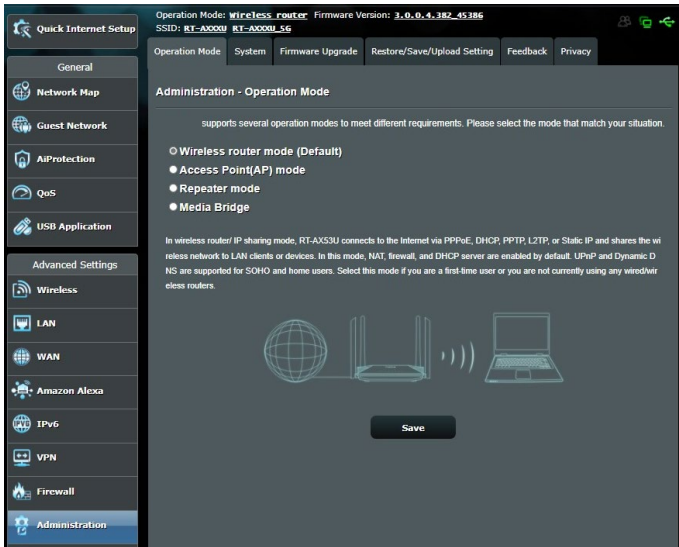 Quick Internet Setup
General
Network Map
Guest Network
AiProtection
QoS
USB Application
Advanced Settings
Wireless
LAN
WAN
Amazon Alexa
IPv6
VPN
Firewall
Administration
Operation Mode: Wireless router Firmware Version: 3.0.0.4.382_45386
SSID: RT-AXXXU RT-AXXXU_5G
Operation Mode System Firmware Upgrade Restore/Save/Upload Setting Feedback Privacy
Administration - Operation Mode
supports several operation modes to meet different requirements. Please select the mode that match your situation.
Wireless router mode (Default)
Access Point(AP) mode
Repeater mode
Media Bridge
In wireless router/ IP sharing mode, RT-AX53U connects to the Internet via PPPoE, DHCP, PPTP, L2TP, or Static IP and shares the wi
reless network to LAN clients or devices. In this mode, NAT, firewall, and DHCP server are enabled by default. UPnP and Dynamic D
NS are supported for SOHO and home users. Select this mode if you are a first-time user or you are not currently using any wired/wir
eless routers.
Save